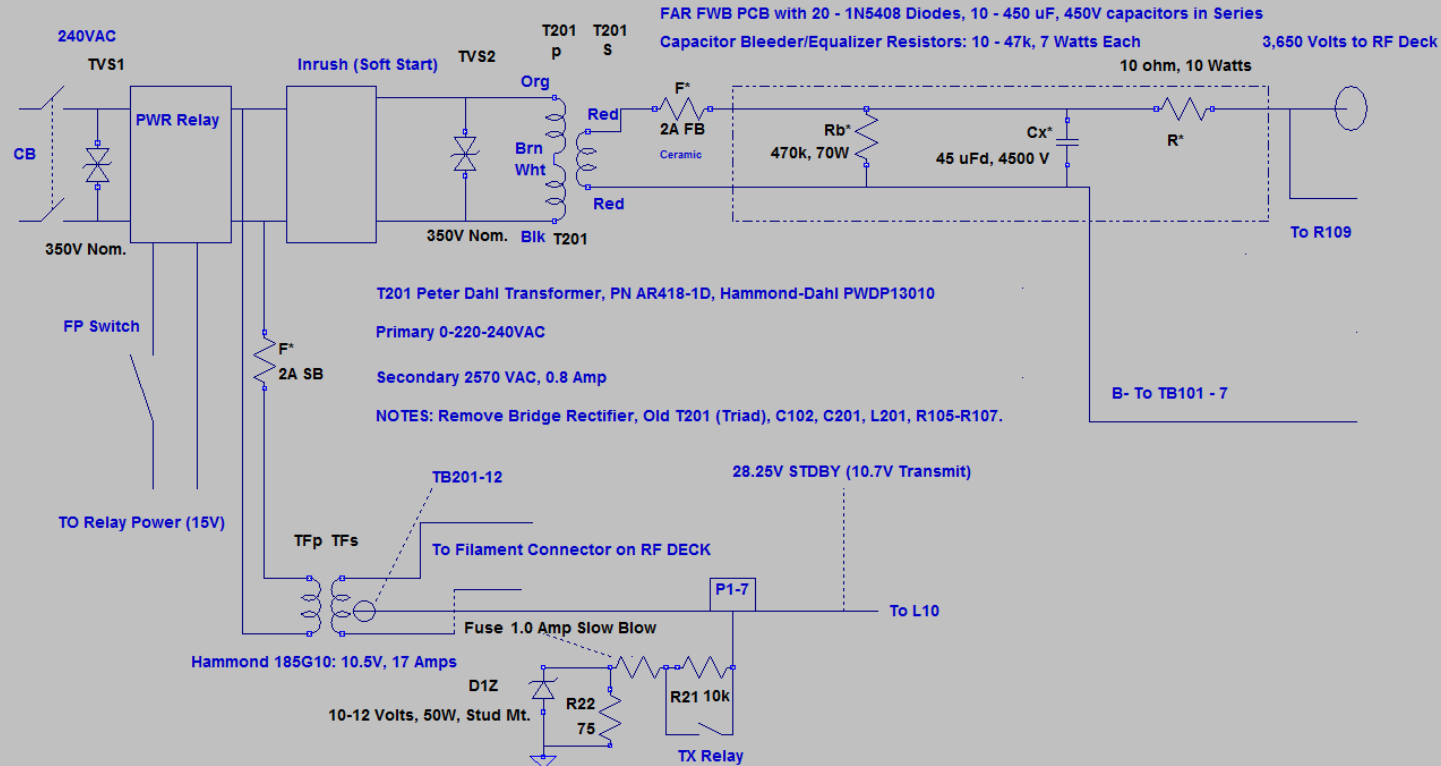 FAR FWB PCB with 20 - 1N5408 Diodes, 10 - 450 uF, 450V capacitors in Series
240VAC
T201 T201
p S
Capacitor Bleeder/Equalizer Resistors: 10 - 47k, 7 Watts Each
3,650 Volts to RF Deck
TVS1
Inrush (Soft Start)
TVS2
10 ohm, 10 Watts
Org
F*
PWR Relay
Red
2A FB
Rb*
Cx*
CB
Brn
Ceramic
470k, 70W
45 uFd, 4500 V
R*
Wht
Red
350V Nom.
350V Nom.
Blk T201
To R109
T201 Peter Dahl Transformer, PN AR418-1D, Hammond-Dahl PWDP13010
FP Switch
Primary 0-220-240VAC
F*
2A SB
Secondary 2570 VAC, 0.8 Amp
B- To TB101 - 7
NOTES: Remove Bridge Rectifier, Old T201 (Triad), C102, C201, L201, R105-R107.
TB201-12
28.25V STDBY (10.7V Transmit)
TO Relay Power (15V)
TFp TFs
To Filament Connector on RF DECK
P1-7
To L10
Fuse 1.0 Amp Slow Blow
Hammond 185G10: 10.5V, 17 Amps
D1Z
R21 10k
R22
10-12 Volts, 50W, Stud Mt.
75
TX Relay